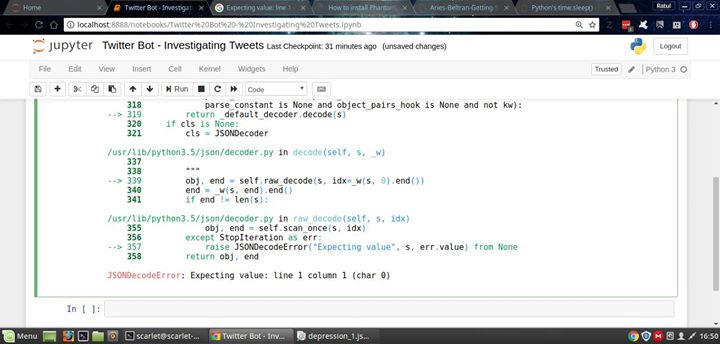 Home
Twitter Bot - Investigat
Expecting value: line 1
How to install Phantom
Aries-Beltran-Getting S
Python's time.sleep() -
Ratul
localhost:8888/notebooks/Twitter%20Bot%20-%20Investigating%20Tweets.ipynb
jupyter Twitter Bot - Investigating Tweets Last Checkpoint: 31 minutes ago (unsaved changes)
Logout
File Edit View Insert Cell Kernel Widgets Help
Trusted Python 3
Run Code
318 parse_constant is None and object_pairs_hook is None and not kw):
--> 319 return _default_decoder.decode(s)
320 if cls is None:
321 cls = JSONDecoder
/usr/lib/python3.5/json/decoder.py in decode(self, s, _w)
337
338 """
--> 339 obj, end = self.raw_decode(s, idx=_w(s, 0).end())
340 end = _w(s, end).end()
341 if end != len(s):
/usr/lib/python3.5/json/decoder.py in raw_decode(self, s, idx)
355 obj, end = self.scan_once(s, idx)
356 except StopIteration as err:
--> 357 raise JSONDecodeError("Expecting value", s, err.value) from None
358 return obj, end
JSONDecodeError: Expecting value: line 1 column 1 (char 0)
In [ ]:
Menu
scarlet@scarlet-...
Twitter Bot - Inv...
depression_1.js...
16:50